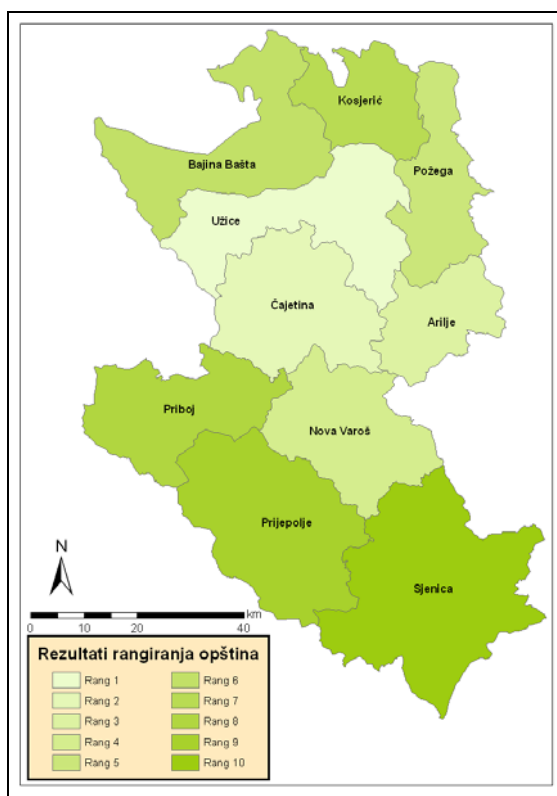 Kosjerić
Bajina Bašta
Požega
Užice
Čajetina
Arilje
Priboj
Nova Varoš
Prijepolje
Sjenica
N
km
0 10 20 40
Rezultati rangiranja opština
Rang 1
Rang 2
Rang 3
Rang 4
Rang 5
Rang 6
Rang 7
Rang 8
Rang 9
Rang 10